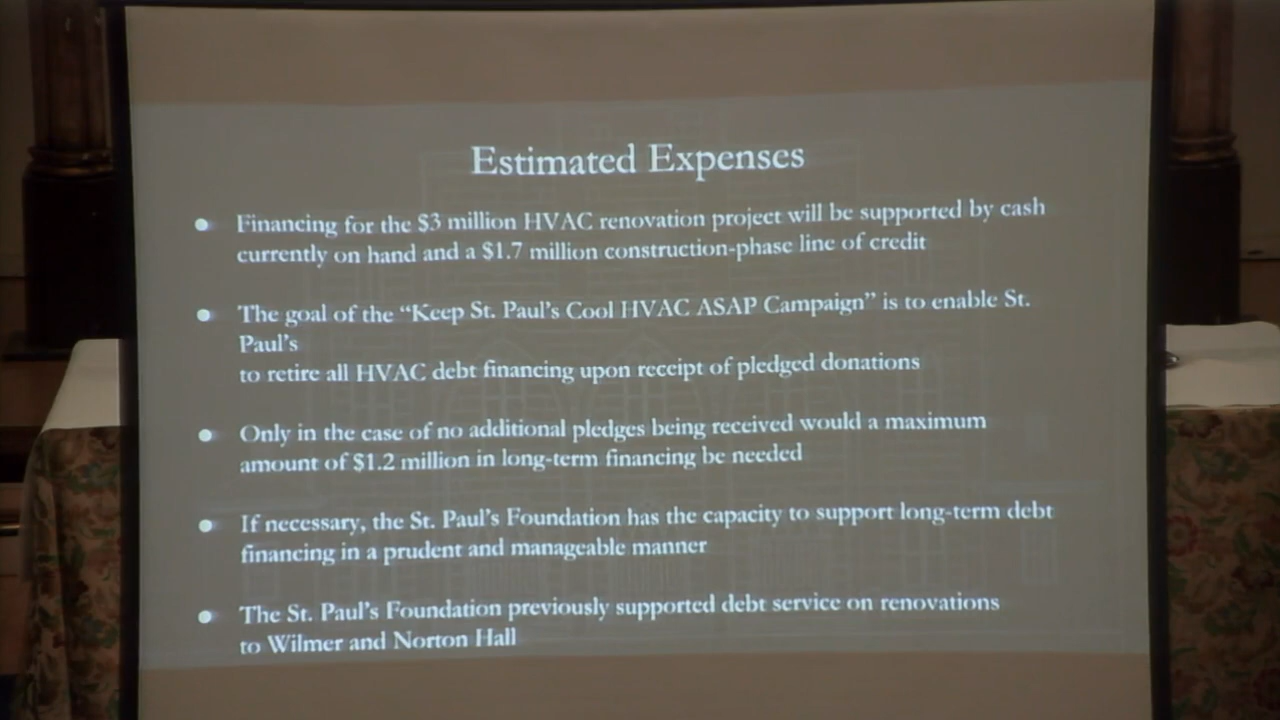 Estimated Expenses
Financing for the $3 million HVAC renovation project will be supported by cash
currently on hand and a $1.7 million construction-phase line of credit
The goal of the “Keep St. Paul’s Cool HVAC ASAP Campaign” is to enable St.
Paul’s
to retire all HVAC debt financing upon receipt of pledged donations
Only in the case of no additional pledges being received would a maximum
amount of $1.2 million in long-term financing be needed
If necessary, the St. Paul’s Foundation has the capacity to support long-term debt
financing in a prudent and manageable manner
The St. Paul’s Foundation previously supported debt service on renovations
to Wilmer and Norton Hall